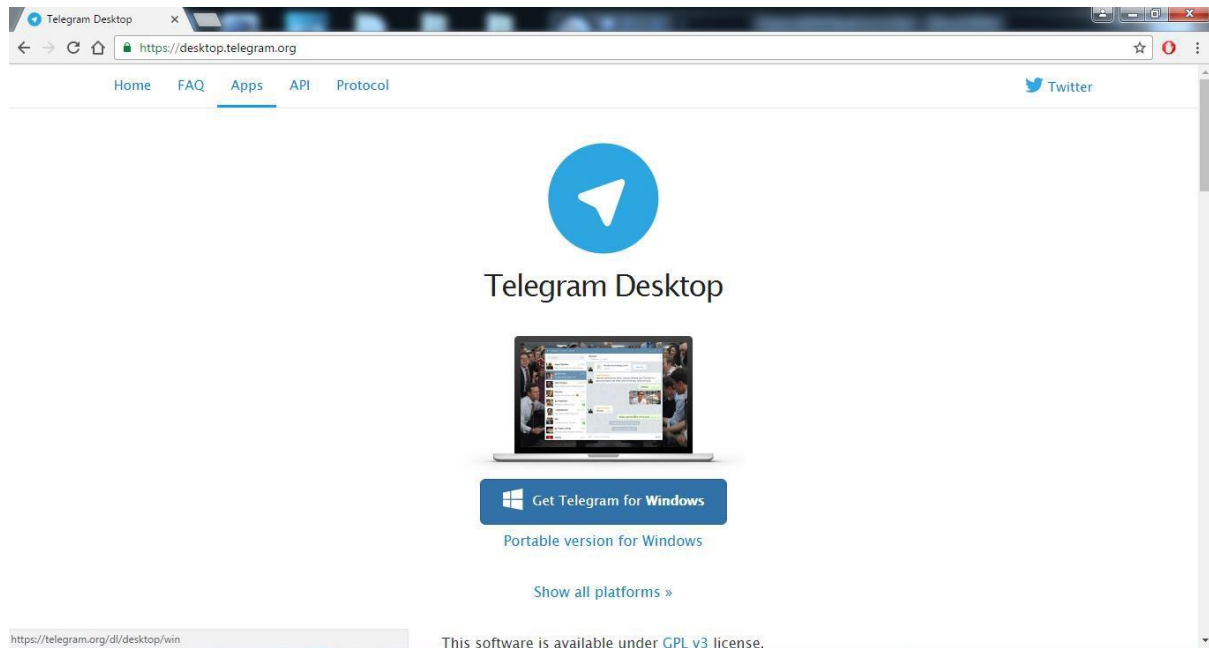 Telegram Desktop
https://desktop.telegram.org
Home FAQ Apps API Protocol Twitter
Telegram Desktop
Get Telegram for Windows
Portable version for Windows
Show all platforms »
https://telegram.org/dl/desktop/win
This software is available under GPL v3 license.